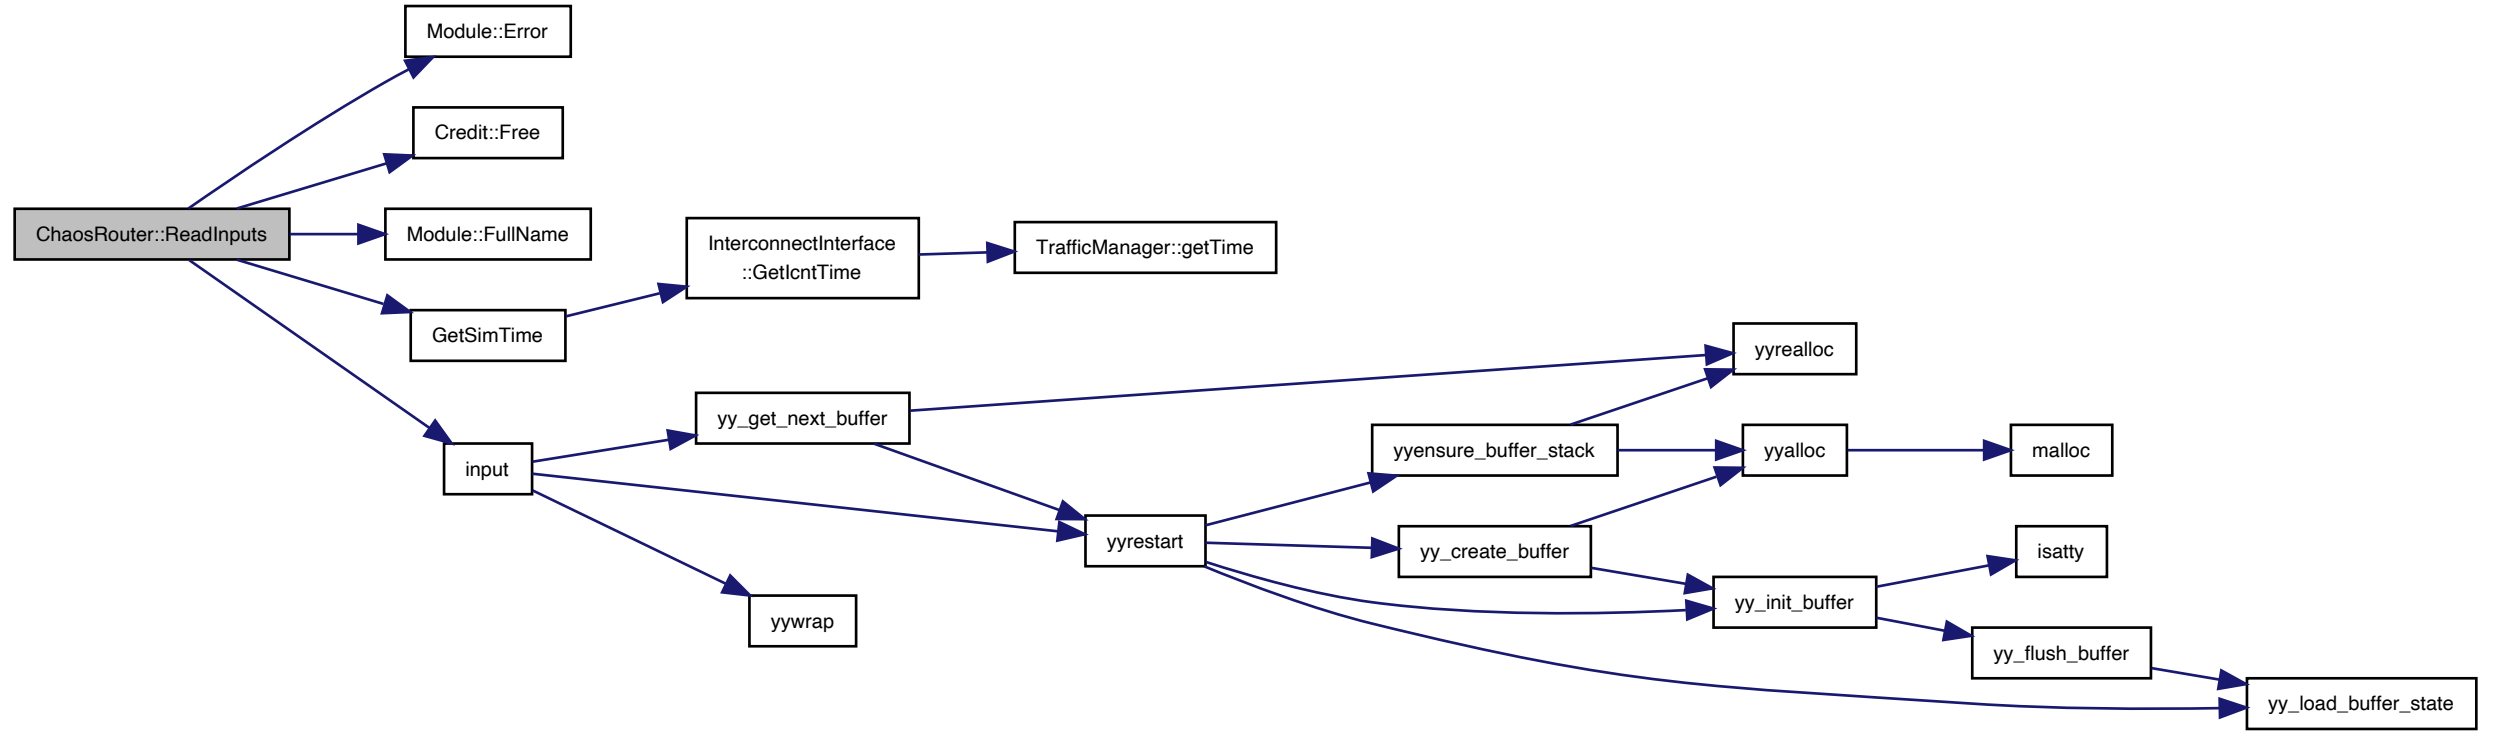 Module::Error
Credit::Free
ChaosRouter::ReadInputs
Module::FullName
InterconnectInterface
::GetIcntTime
TrafficManager::getTime
GetSimTime
yyrealloc
yy_get_next_buffer
yyensure_buffer_stack
yyalloc
malloc
input
yyrestart
yy_create_buffer
isatty
yy_init_buffer
yywrap
yy_flush_buffer
yy_load_buffer_state